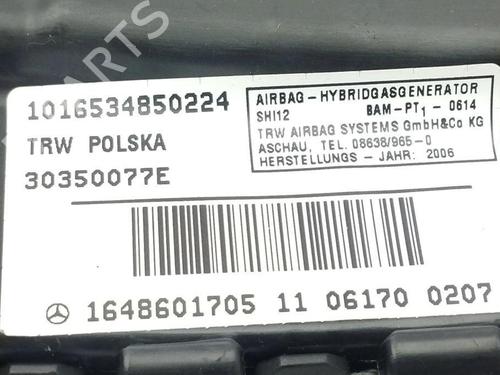 PARTS
1016534850224
TRW POLSKA
30350077E
AIRBAG-HYBRIDGASGENERATOR
SHI12 BAM-PT1-0614
TRW AIRBAG SYSTEMS GmbH&Co KG
ASCHAU, TEL. 08638/965-0
HERSTELLUNGS - JAHR: 2006
1648601705 11 06170 0207